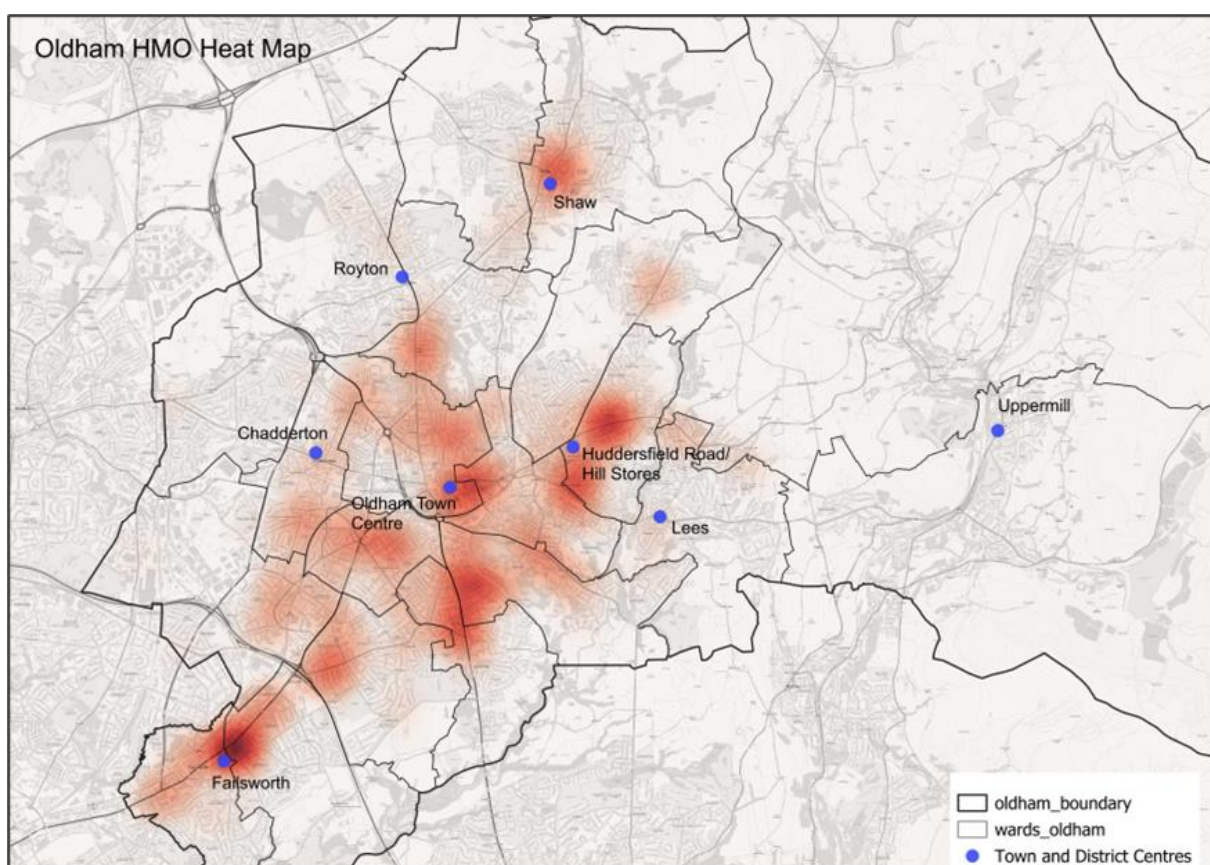 Oldham HMO Heat Map
Shaw
Royton
Uppermill
Chadderton
Huddersfield Road/
Hill Stores
Oldham Town
Centre
Lees
Failsworth
oldham_boundary
wards_oldham
Town and District Centres